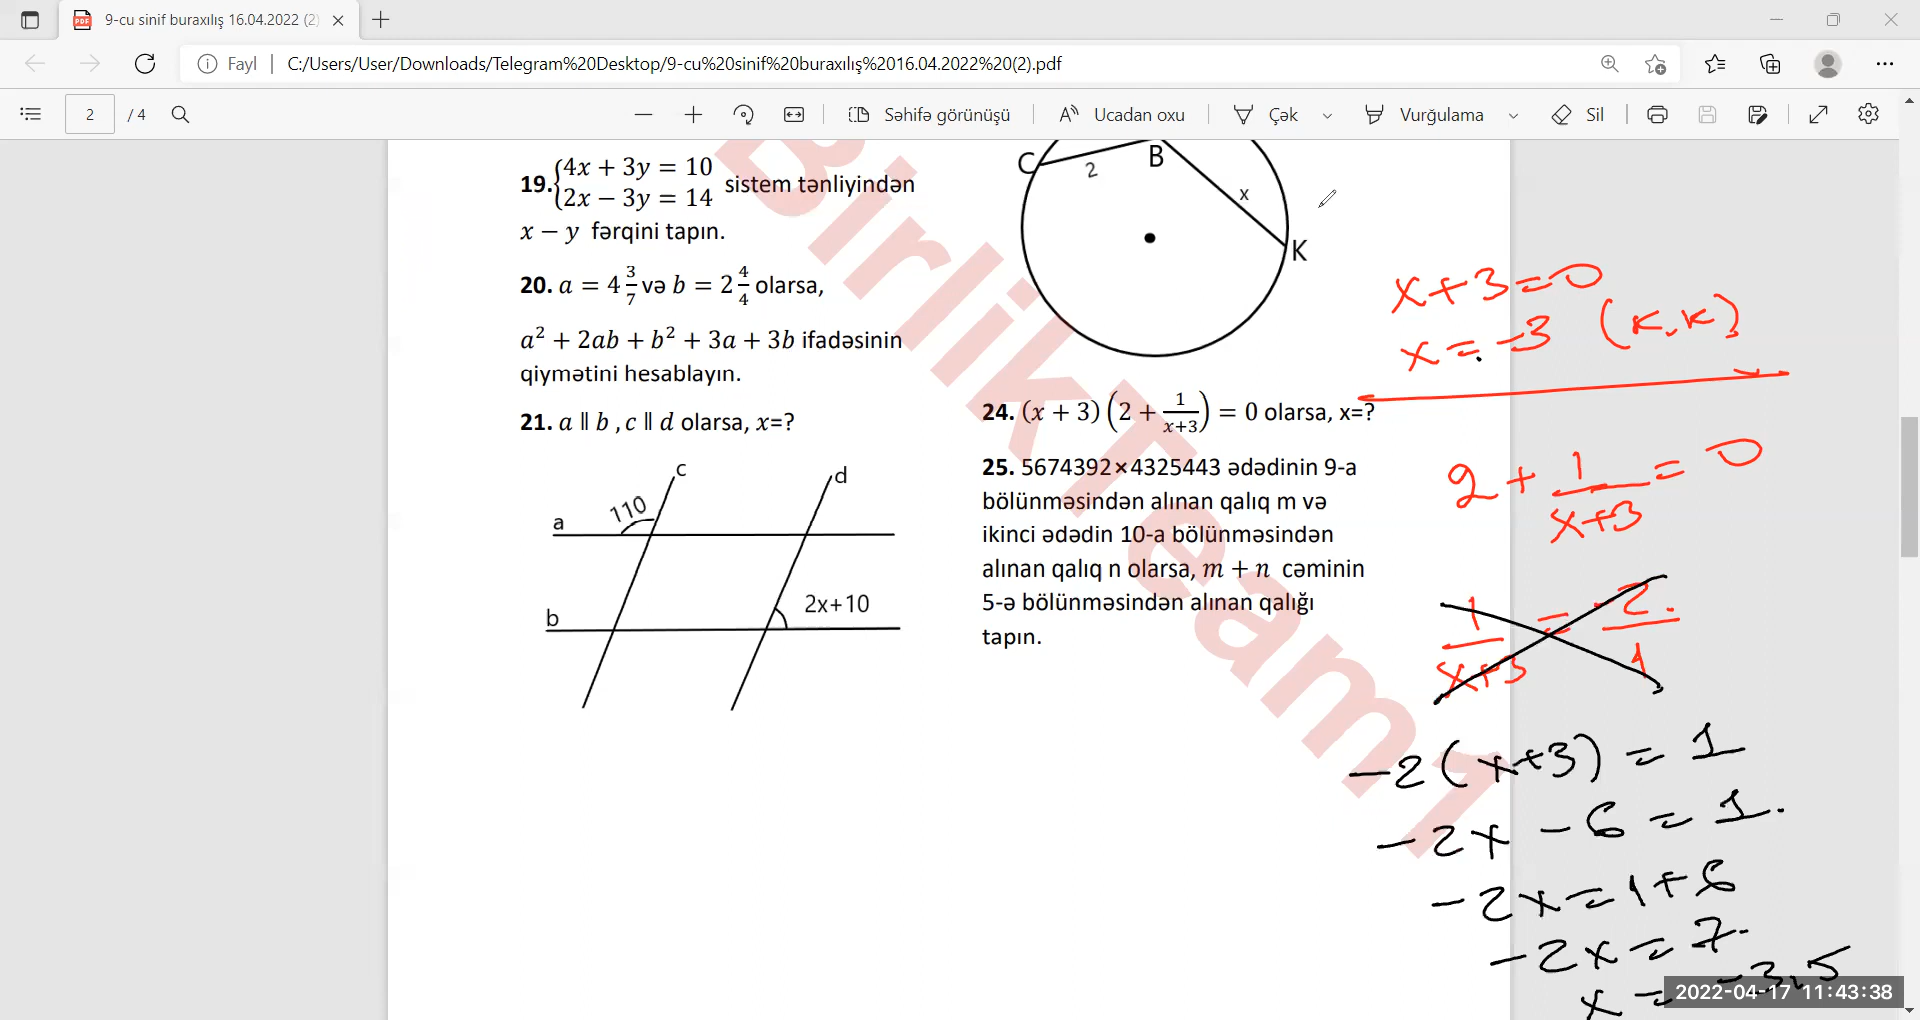 9-cu sinif buraxılış 16.04.2022 (2)
Fayl
C:/Users/User/Downloads/Telegram%20Desktop/9-cu%20sinif%20buraxılış%2016.04.2022%20(2).pdf
2 / 4
Səhifə görünüşü
Ucadan oxu
Çək
Vurğulama
Sil
19. {4x + 3y = 10
{2x − 3y = 14
sistem tənliyindən
x − y fərqini tapın.
20. a = 4 3/7 və b = 2 4/4 olarsa,
a² + 2ab + b² + 3a + 3b ifadəsinin
qiymətini hesablayın.
21. a ∥ b , c ∥ d olarsa, x=?
c
d
110
a
2x+10
b
C
2
B
x
K
24. (x + 3)(2 + 1/(x+3)) = 0 olarsa, x=?
25. 5674392×4325443 ədədinin 9-a
bölünməsindən alınan qalıq m və
ikinci ədədin 10-a bölünməsindən
alınan qalıq n olarsa, m + n cəminin
5-ə bölünməsindən alınan qalığı
tapın.
x+3=0
x=-3 (K.K)
2 + 1/(x+3) = 0
1/(x+3) = -2/1
-2(x+3) = 1
-2x - 6 = 1.
-2x = 1+6
-2x = 7
x = -3,5
BirlikTeam1
2022-04-17 11:43:38